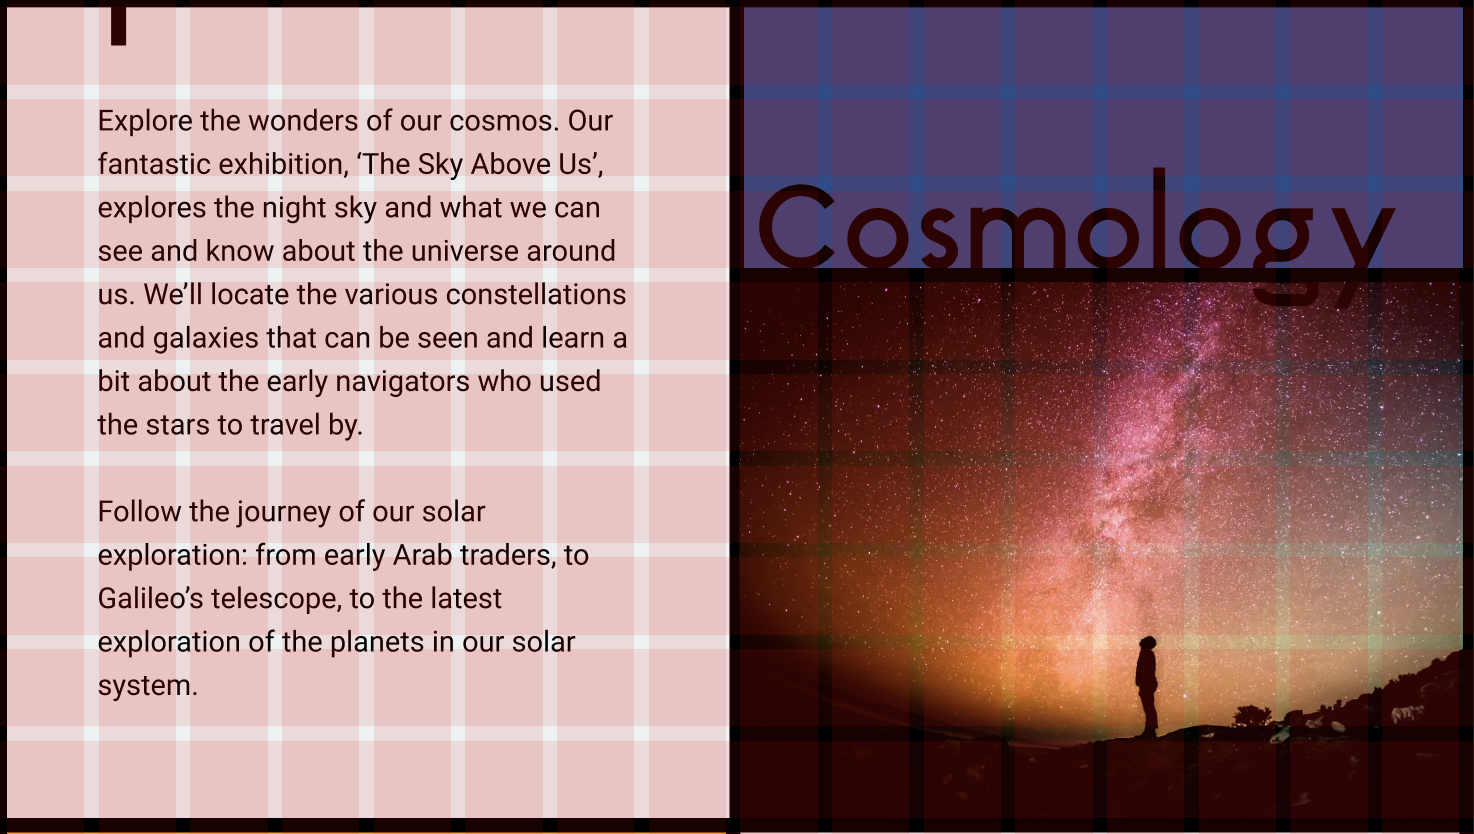 Explore the wonders of our cosmos. Our
fantastic exhibition, ‘The Sky Above Us’,
explores the night sky and what we can
see and know about the universe around
us. We’ll locate the various constellations
and galaxies that can be seen and learn a
bit about the early navigators who used
the stars to travel by.
Follow the journey of our solar
exploration: from early Arab traders, to
Galileo’s telescope, to the latest
exploration of the planets in our solar
system.
Cosmology